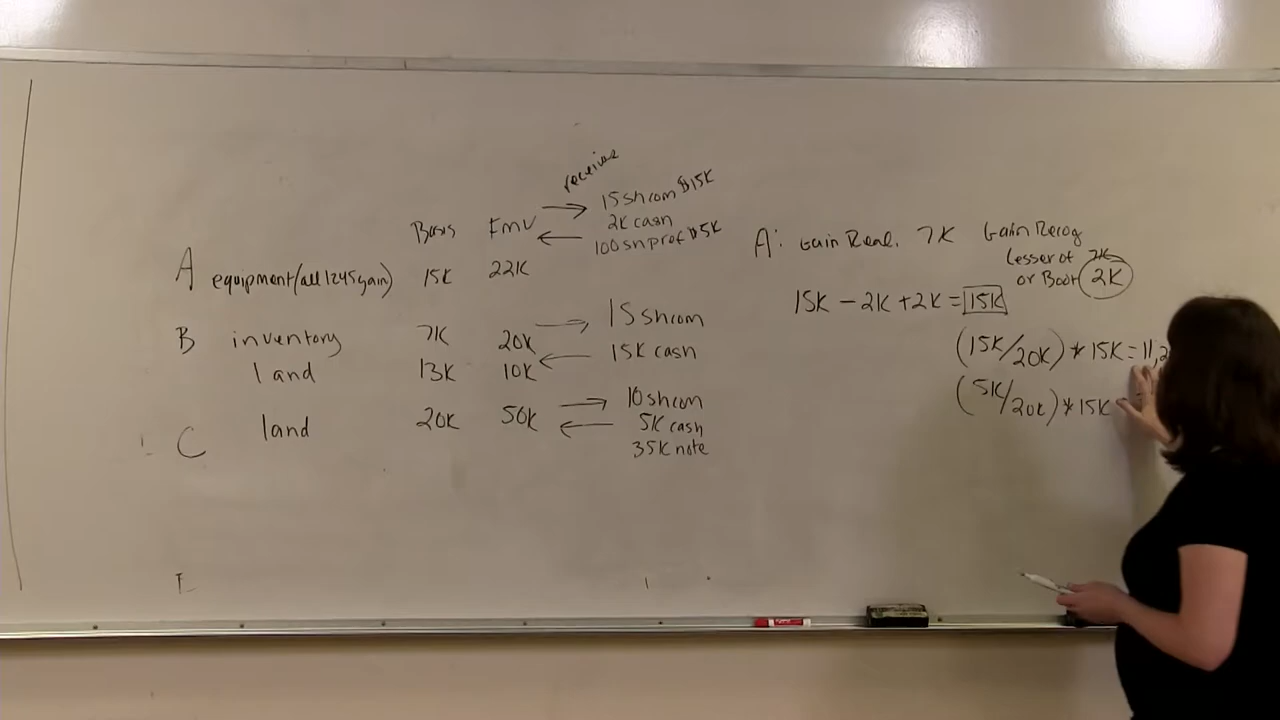 receives
15 sh com $15K
2K cash
100 sh pref $5K
Basis FMV
A equipment (all 1245 gain) 15K 22K
B inventory 7K 20K
15 sh com
land 13K 10K
15K cash
C land 20K 50K
10 sh com
5K cash
35K note
A: Gain Real. 7K Gain Recog
Lesser of 7K
or Boot 2K
15K - 2K + 2K = 15K
(15K/20K) * 15K = 11,2
(5K/20K) * 15K